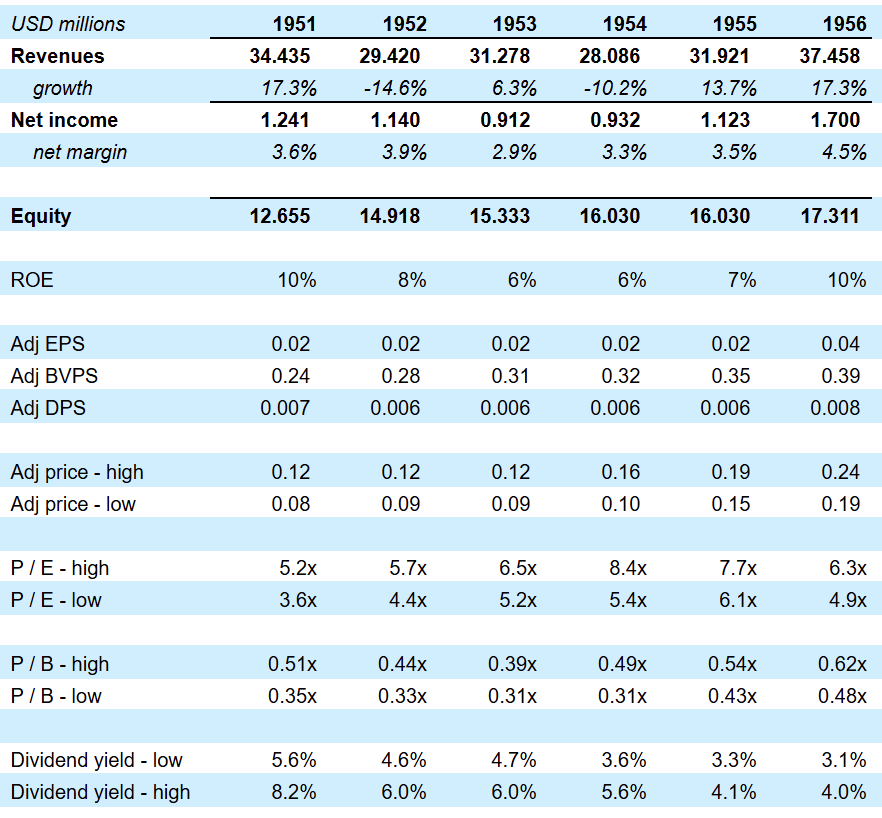 USD millions 1951 1952 1953 1954 1955 1956
Revenues 34.435 29.420 31.278 28.086 31.921 37.458
growth 17.3% -14.6% 6.3% -10.2% 13.7% 17.3%
Net income 1.241 1.140 0.912 0.932 1.123 1.700
net margin 3.6% 3.9% 2.9% 3.3% 3.5% 4.5%
Equity 12.655 14.918 15.333 16.030 16.030 17.311
ROE 10% 8% 6% 6% 7% 10%
Adj EPS 0.02 0.02 0.02 0.02 0.02 0.04
Adj BVPS 0.24 0.28 0.31 0.32 0.35 0.39
Adj DPS 0.007 0.006 0.006 0.006 0.006 0.008
Adj price - high 0.12 0.12 0.12 0.16 0.19 0.24
Adj price - low 0.08 0.09 0.09 0.10 0.15 0.19
P / E - high 5.2x 5.7x 6.5x 8.4x 7.7x 6.3x
P / E - low 3.6x 4.4x 5.2x 5.4x 6.1x 4.9x
P / B - high 0.51x 0.44x 0.39x 0.49x 0.54x 0.62x
P / B - low 0.35x 0.33x 0.31x 0.31x 0.43x 0.48x
Dividend yield - low 5.6% 4.6% 4.7% 3.6% 3.3% 3.1%
Dividend yield - high 8.2% 6.0% 6.0% 5.6% 4.1% 4.0%